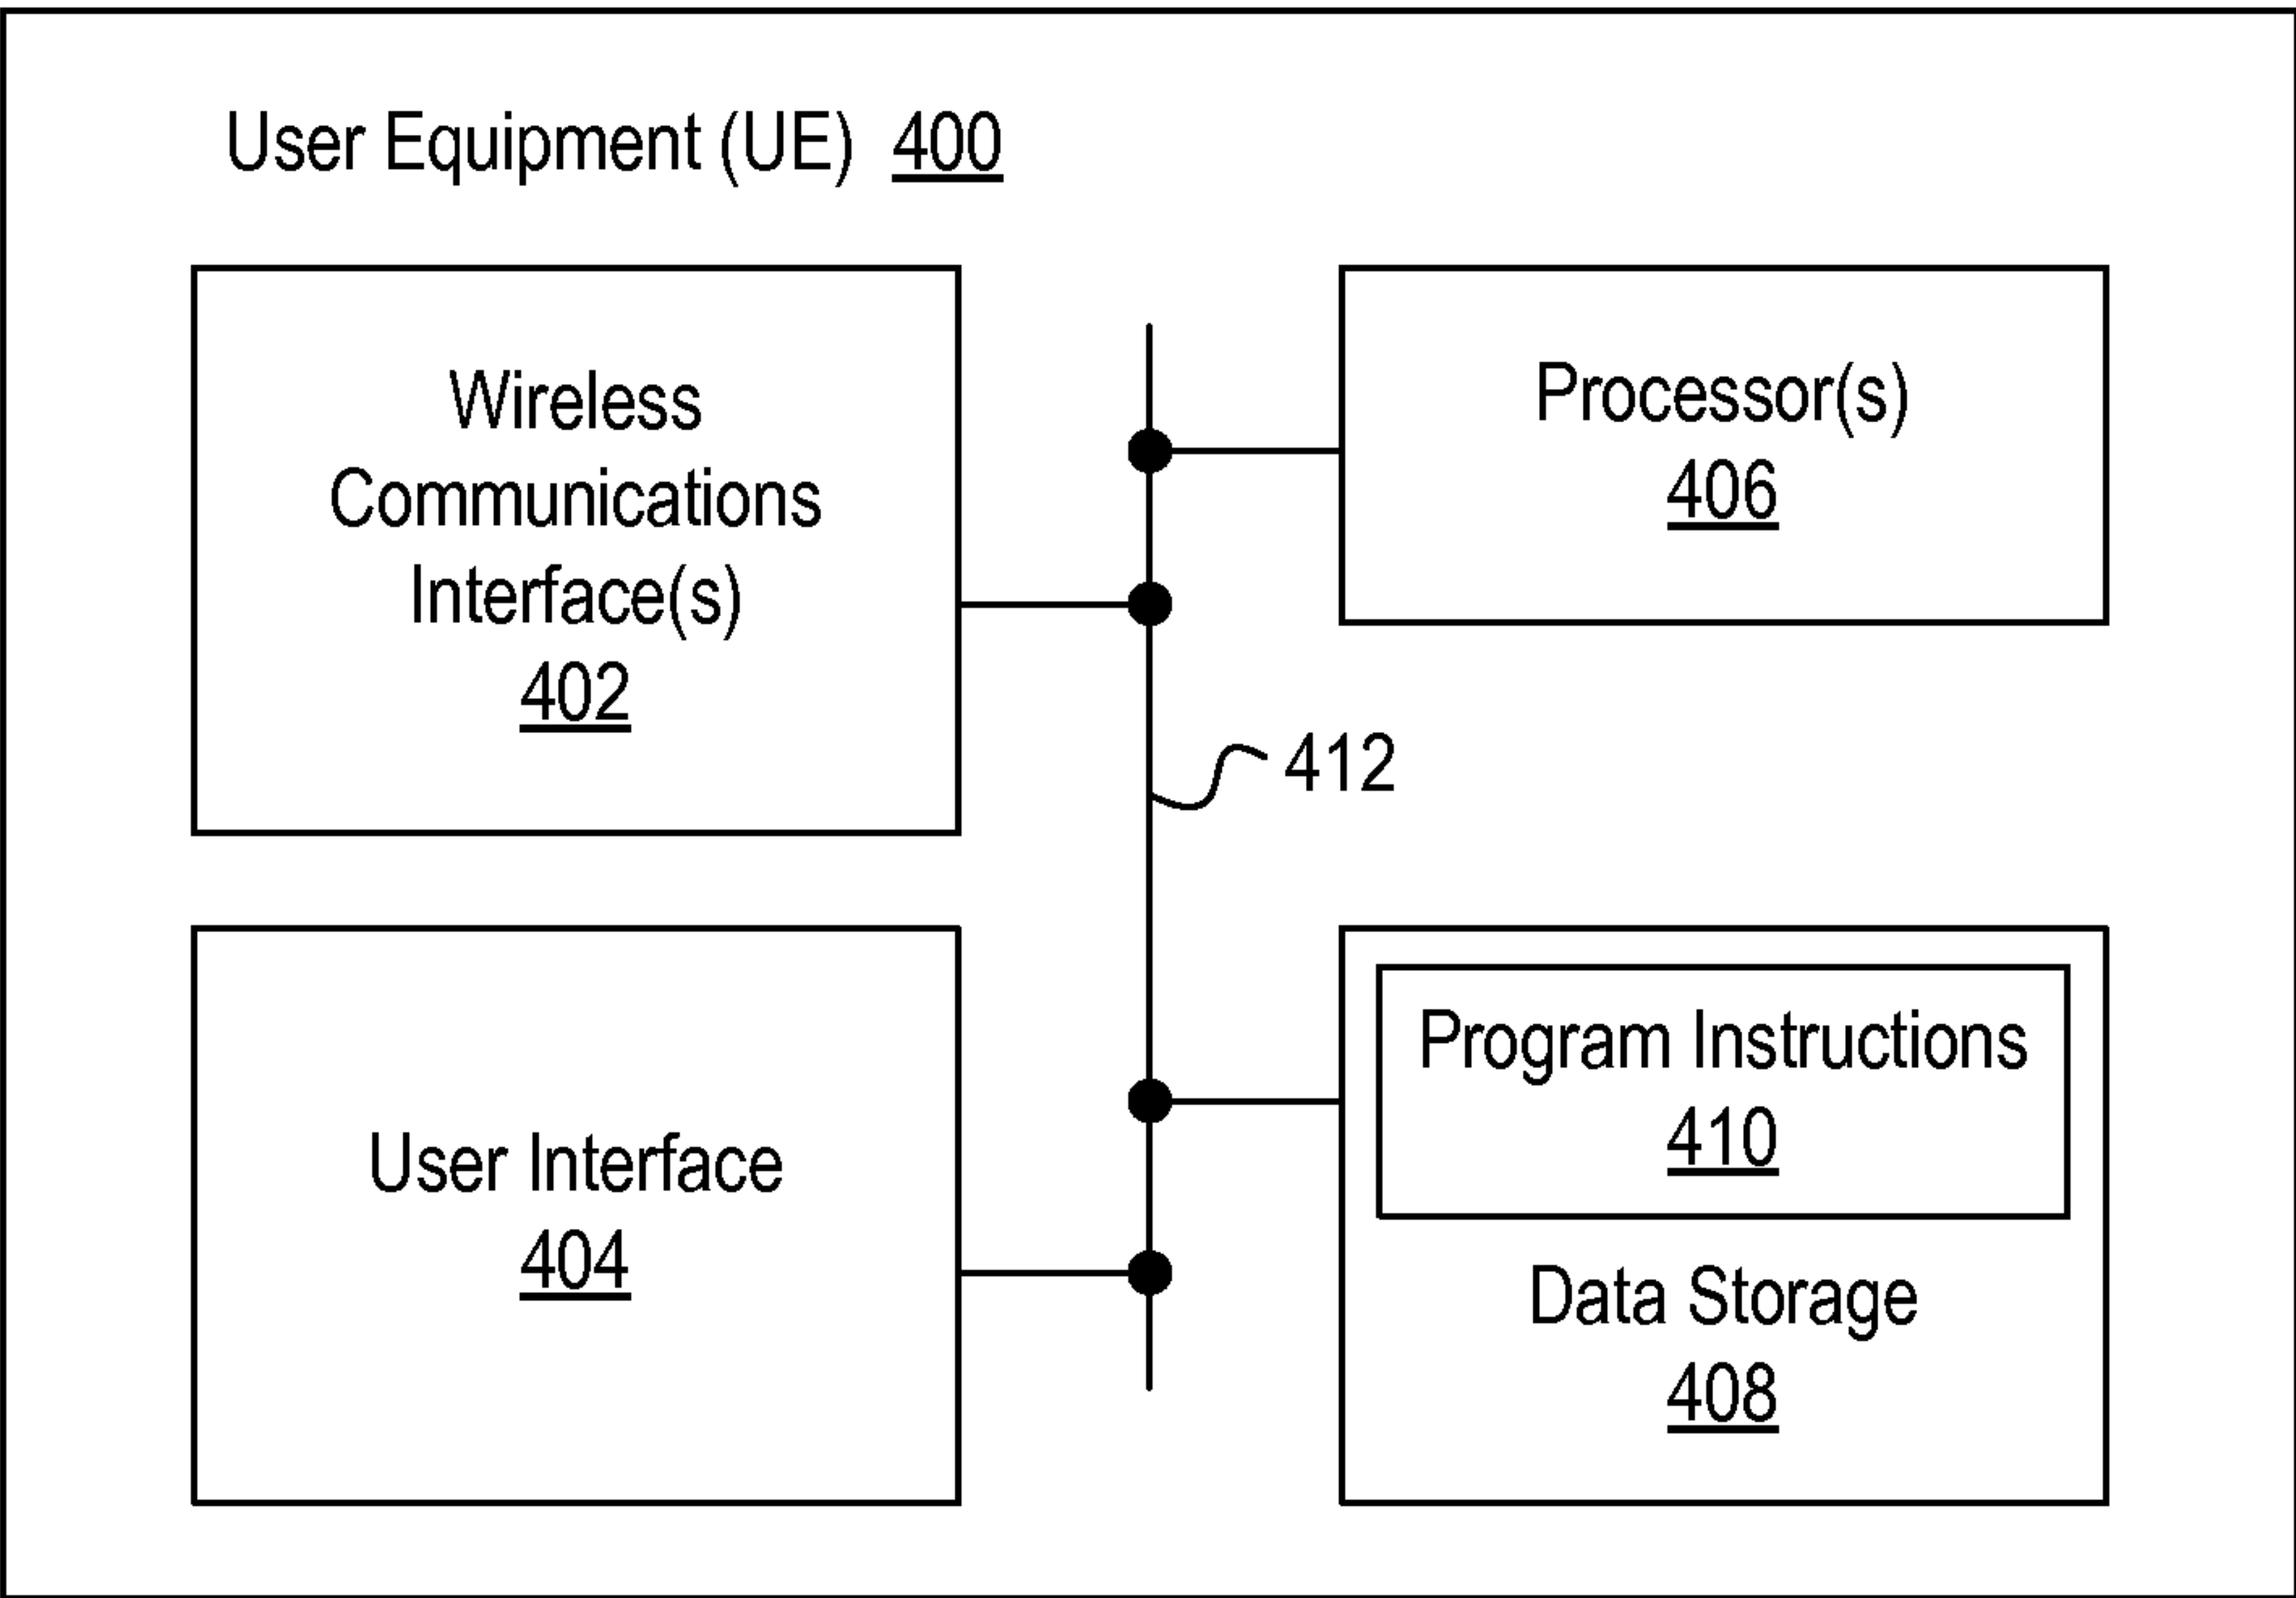 User Equipment (UE) 400
Wireless
Communications
Interface(s)
402
Processor(s)
406
412
User Interface
404
Program Instructions
410
Data Storage
408